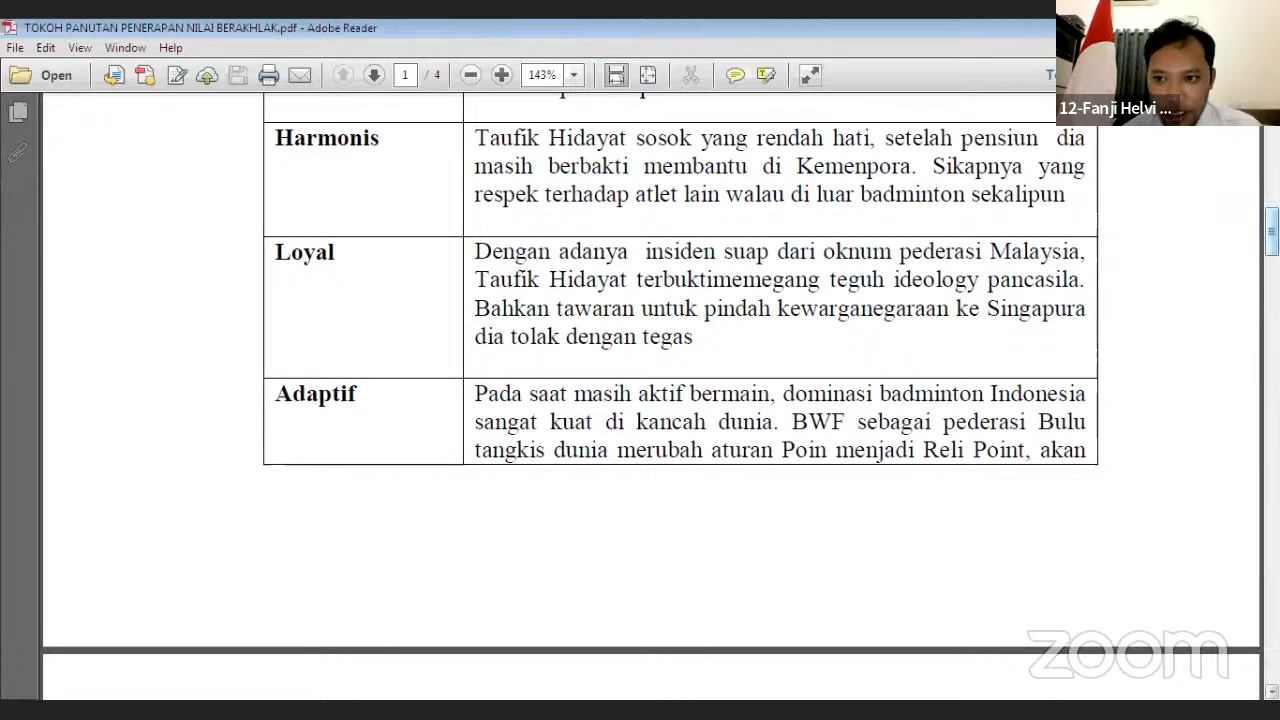 TOKOH PANUTAN PENERAPAN NILAI BERAKHLAK.pdf - Adobe Reader
File Edit View Window Help
Open 1 / 4 143%
12-Fanji Helvi ...
Harmonis
Taufik Hidayat sosok yang rendah hati, setelah pensiun dia
masih berbakti membantu di Kemenpora. Sikapnya yang
respek terhadap atlet lain walau di luar badminton sekalipun
Loyal
Dengan adanya insiden suap dari oknum pederasi Malaysia,
Taufik Hidayat terbuktimemegang teguh ideology pancasila.
Bahkan tawaran untuk pindah kewarganegaraan ke Singapura
dia tolak dengan tegas
Adaptif
Pada saat masih aktif bermain, dominasi badminton Indonesia
sangat kuat di kancah dunia. BWF sebagai pederasi Bulu
tangkis dunia merubah aturan Poin menjadi Reli Point, akan
zoom